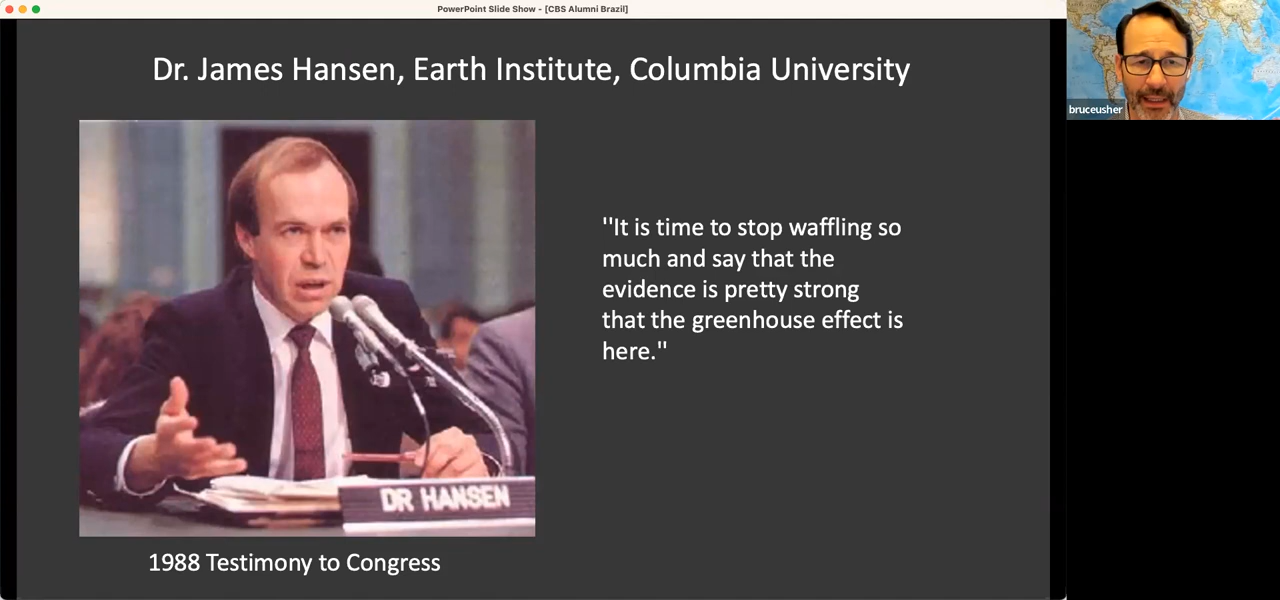 PowerPoint Slide Show - [CBS Alumni Brazil]
Dr. James Hansen, Earth Institute, Columbia University
bruceusher
"It is time to stop waffling so
much and say that the
evidence is pretty strong
that the greenhouse effect is
here."
DR HANSEN
1988 Testimony to Congress